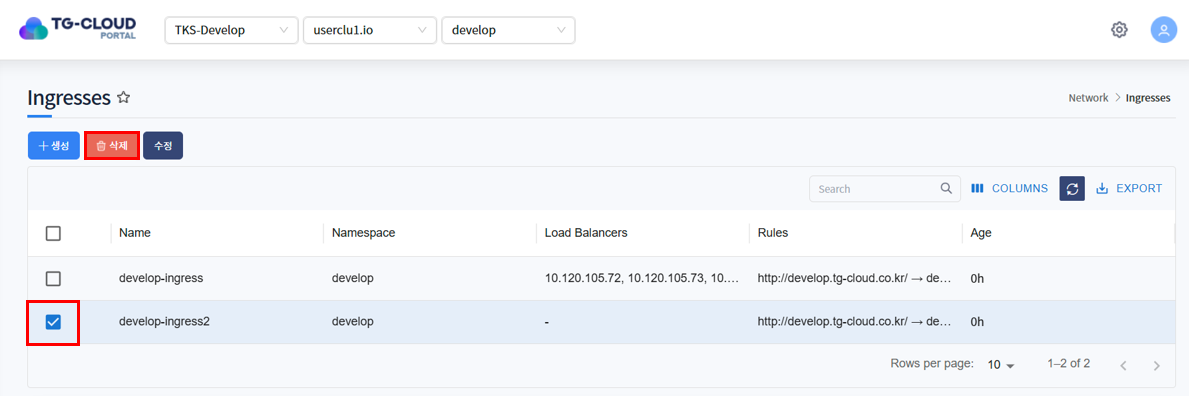 TG-CLOUD
PORTAL
TKS-Develop
userclu1.io
develop
Ingresses
Network > Ingresses
+ 생성
삭제
수정
Search
COLUMNS
EXPORT
Name Namespace Load Balancers Rules Age
develop-ingress develop 10.120.105.72, 10.120.105.73, 10.... http://develop.tg-cloud.co.kr/ → de... 0h
develop-ingress2 develop - http://develop.tg-cloud.co.kr/ → de... 0h
Rows per page: 10 1–2 of 2